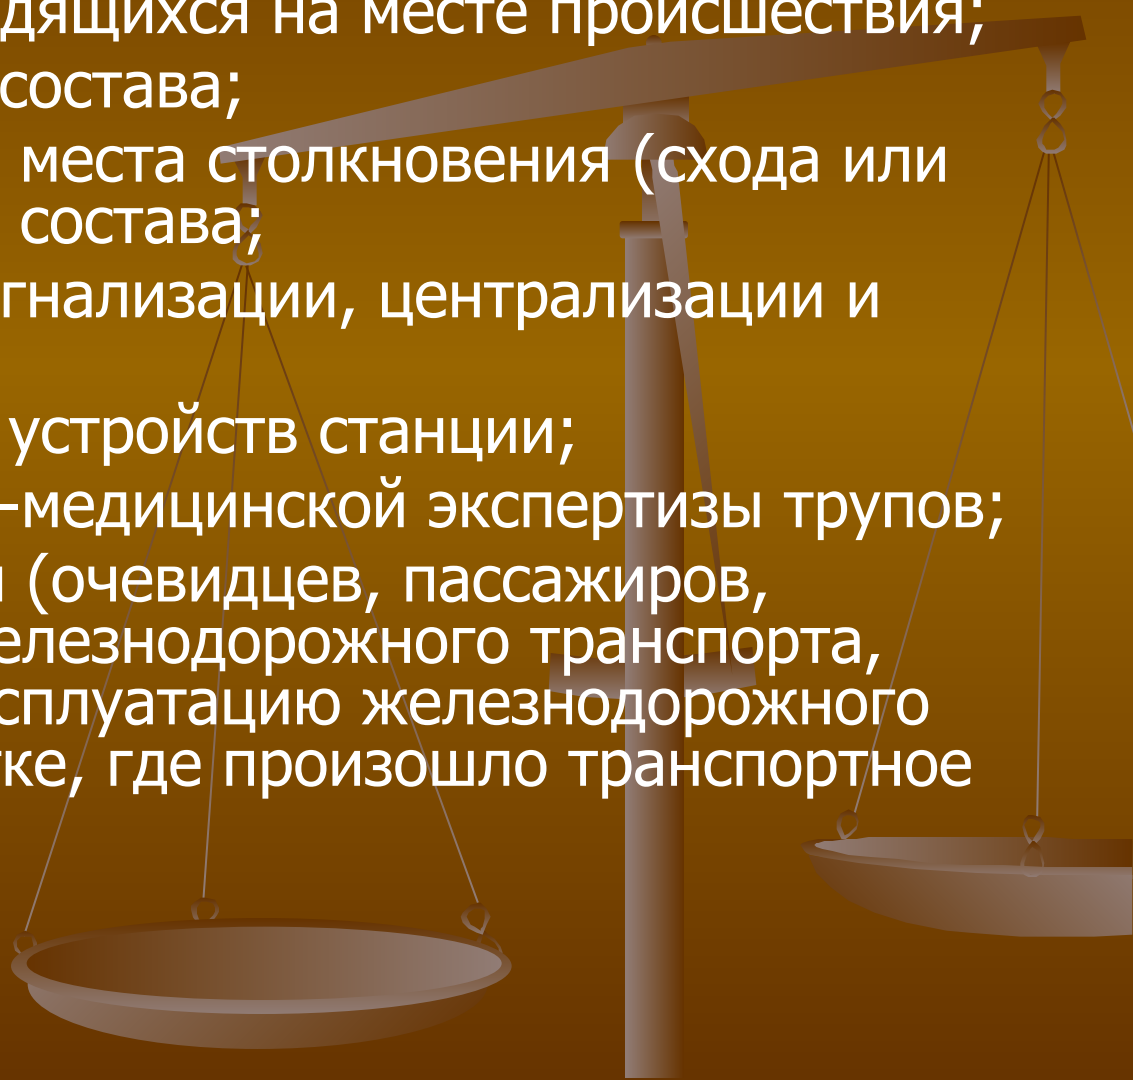 дящихся на месте происшествия;
состава;
места столкновения (схода или
состава;
гнализации, централизации и
устройств станции;
-медицинской экспертизы трупов;
(очевидцев, пассажиров,
елезнодорожного транспорта,
сплуатацию железнодорожного
ке, где произошло транспортное